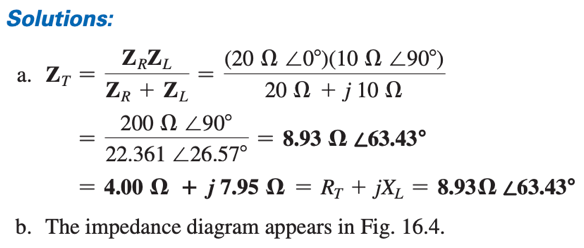 Solutions:
a. Z_T = Z_RZ_L / (Z_R + Z_L) = (20 Ω ∠0°)(10 Ω ∠90°) / (20 Ω + j 10 Ω)
= 200 Ω ∠90° / 22.361 ∠26.57° = 8.93 Ω ∠63.43°
= 4.00 Ω + j 7.95 Ω = R_T + jX_L = 8.93Ω ∠63.43°
b. The impedance diagram appears in Fig. 16.4.